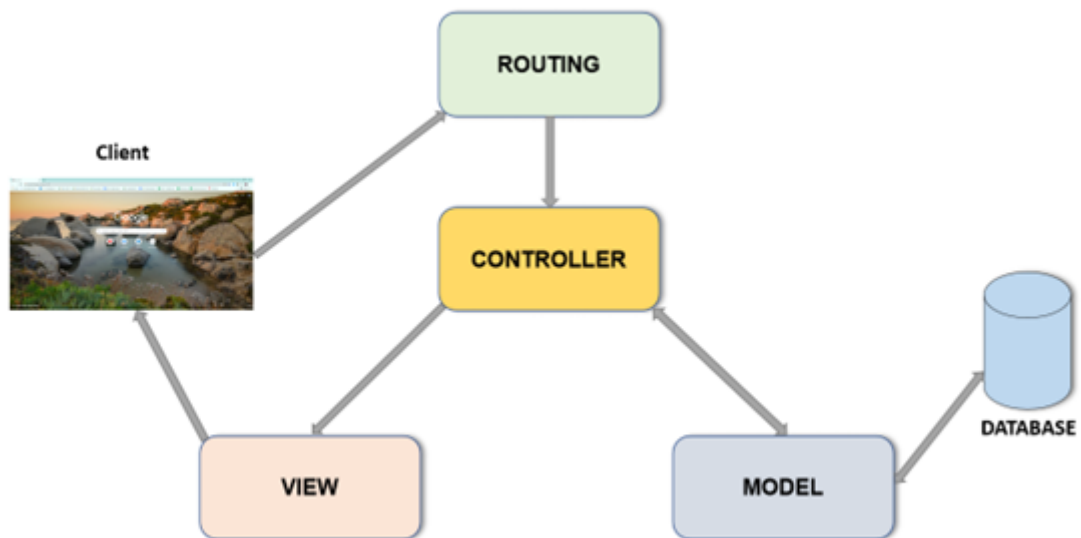 ROUTING
Client
CONTROLLER
DATABASE
VIEW
MODEL